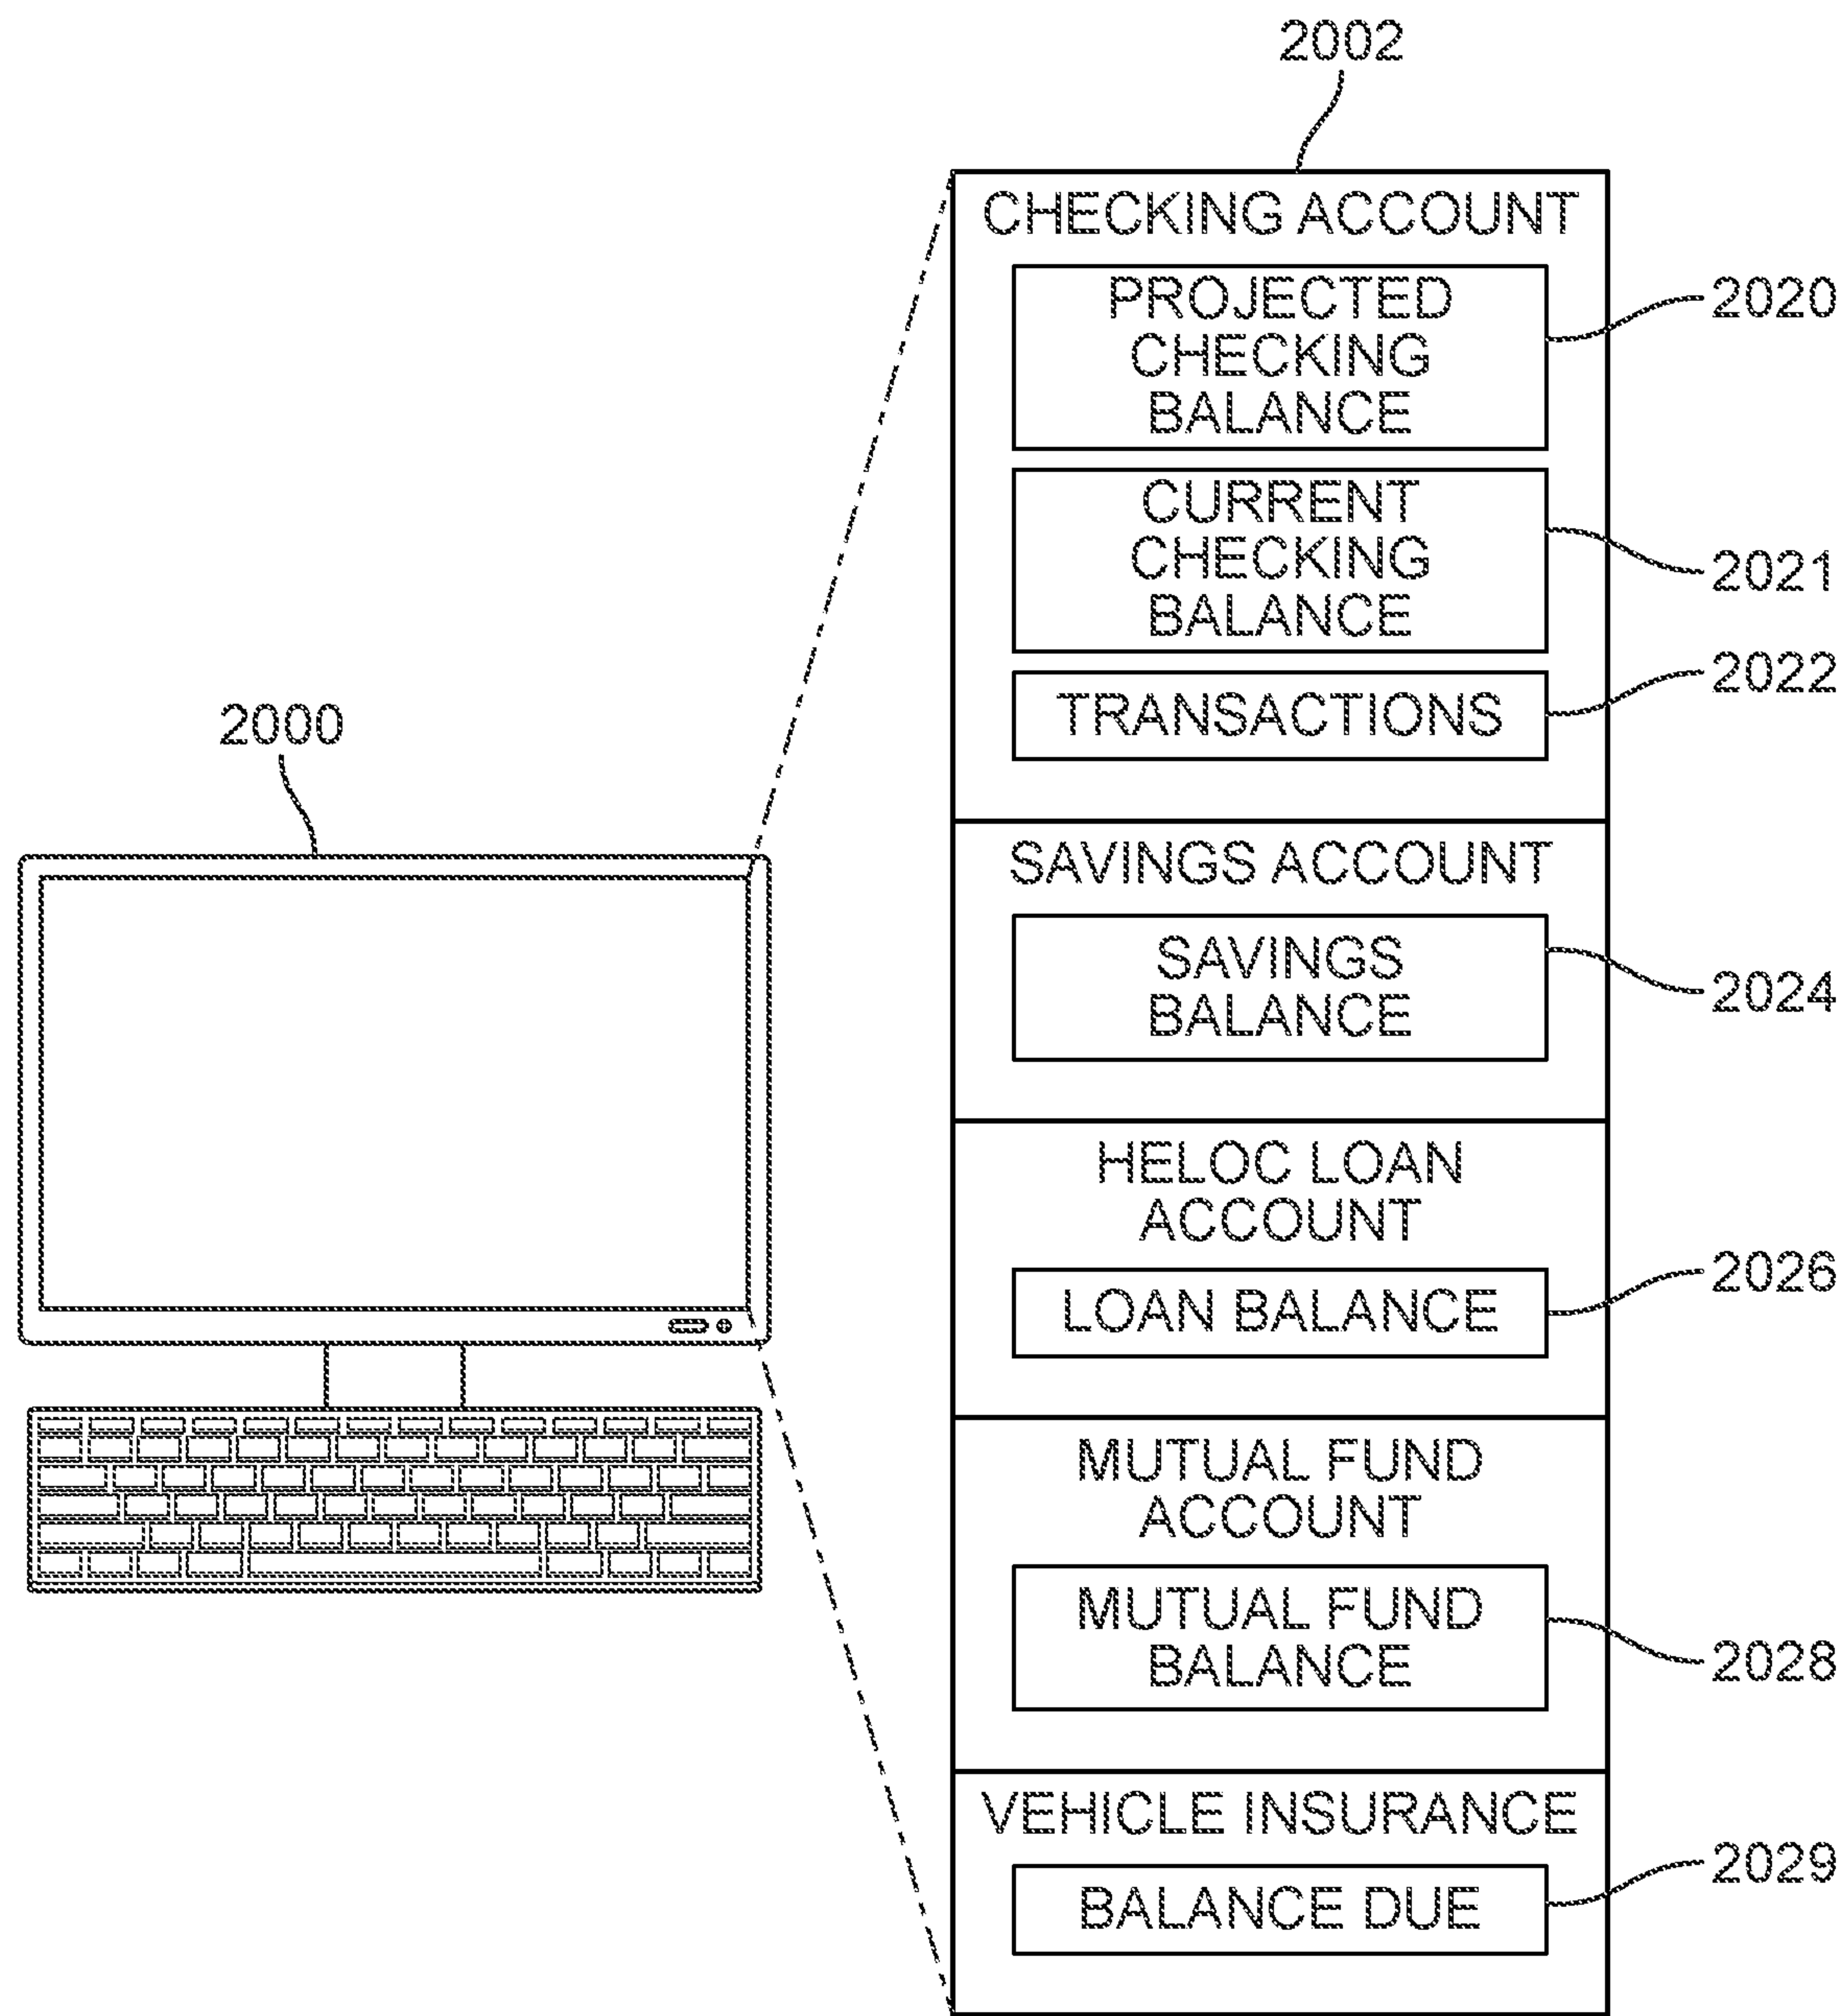 2002
CHECKING ACCOUNT
PROJECTED
CHECKING
BALANCE
2020
CURRENT
CHECKING
BALANCE
2021
TRANSACTIONS
2022
2000
SAVINGS ACCOUNT
SAVINGS
BALANCE
2024
HELOC LOAN
ACCOUNT
LOAN BALANCE
2026
MUTUAL FUND
ACCOUNT
MUTUAL FUND
BALANCE
2028
VEHICLE INSURANCE
BALANCE DUE
2029